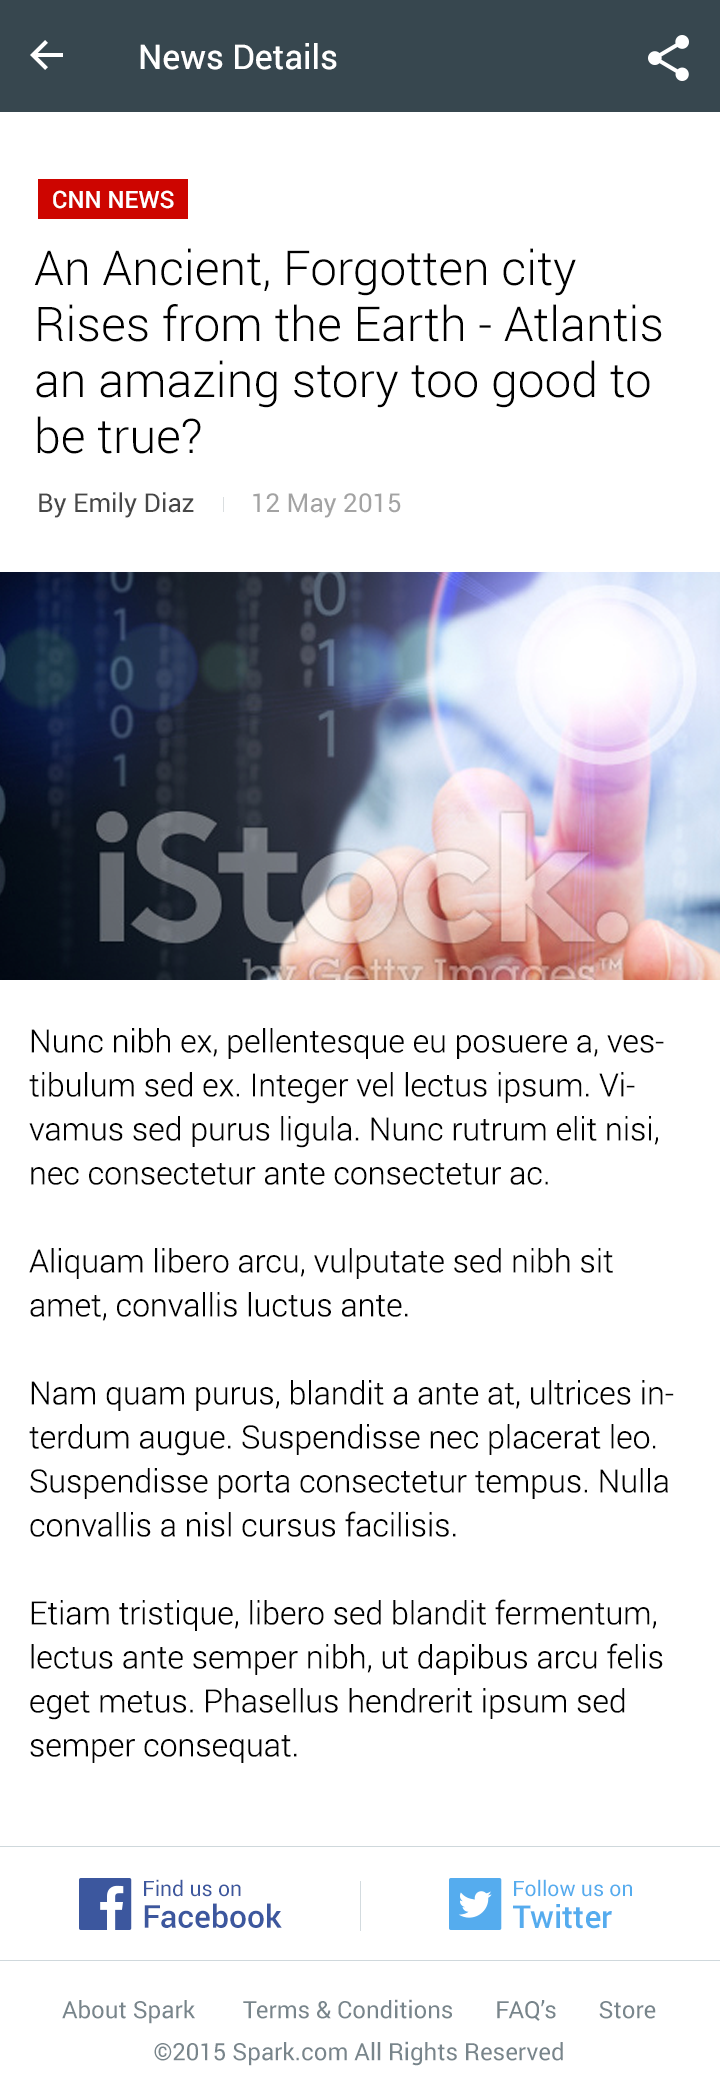 News Details
CNN NEWS
An Ancient, Forgotten city
Rises from the Earth - Atlantis
an amazing story too good to
be true?
By Emily Diaz 12 May 2015
0
1
0
0
1
0
1
1
iStock.
by Getty Images™
Nunc nibh ex, pellentesque eu posuere a, ves-
tibulum sed ex. Integer vel lectus ipsum. Vi-
vamus sed purus ligula. Nunc rutrum elit nisi,
nec consectetur ante consectetur ac.
Aliquam libero arcu, vulputate sed nibh sit
amet, convallis luctus ante.
Nam quam purus, blandit a ante at, ultrices in-
terdum augue. Suspendisse nec placerat leo.
Suspendisse porta consectetur tempus. Nulla
convallis a nisl cursus facilisis.
Etiam tristique, libero sed blandit fermentum,
lectus ante semper nibh, ut dapibus arcu felis
eget metus. Phasellus hendrerit ipsum sed
semper consequat.
Find us on
Facebook
Follow us on
Twitter
About Spark Terms & Conditions FAQ's Store
©2015 Spark.com All Rights Reserved